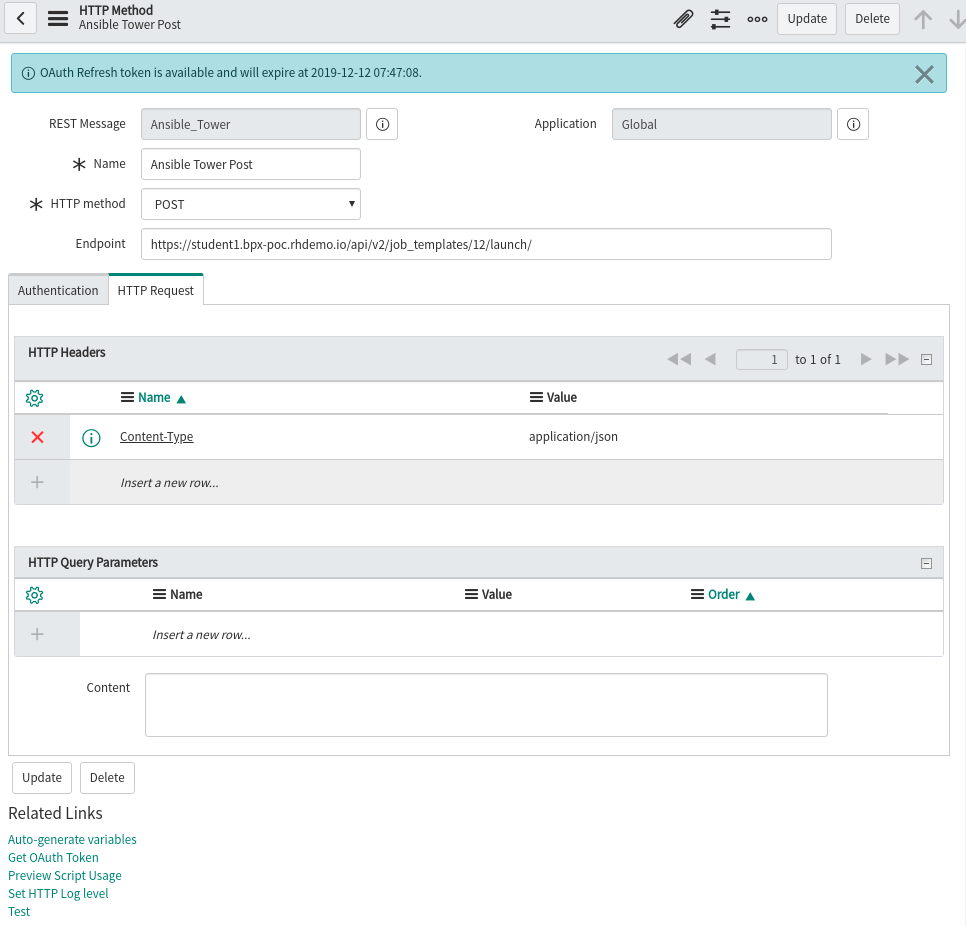 HTTP Method
Ansible Tower Post
Update
Delete
OAuth Refresh token is available and will expire at 2019-12-12 07:47:08.
REST Message
Ansible_Tower
Application
Global
Name
Ansible Tower Post
HTTP method
POST
Endpoint
https://student1.bpx-poc.rhdemo.io/api/v2/job_templates/12/launch/
Authentication
HTTP Request
HTTP Headers
1 to 1 of 1
Name
Value
Content-Type
application/json
Insert a new row...
HTTP Query Parameters
Name
Value
Order
Insert a new row...
Content
Update
Delete
Related Links
Auto-generate variables
Get OAuth Token
Preview Script Usage
Set HTTP Log level
Test